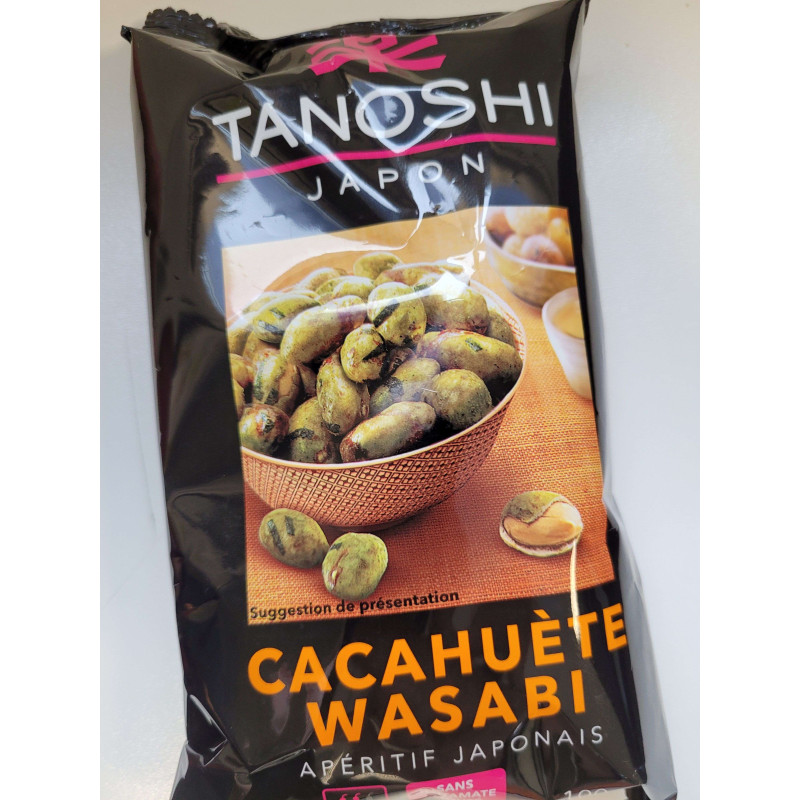 TANOSHI
JAPON
Suggestion de présentation
CACAHUÈTE
WASABI
APÉRITIF JAPONAIS
SANS